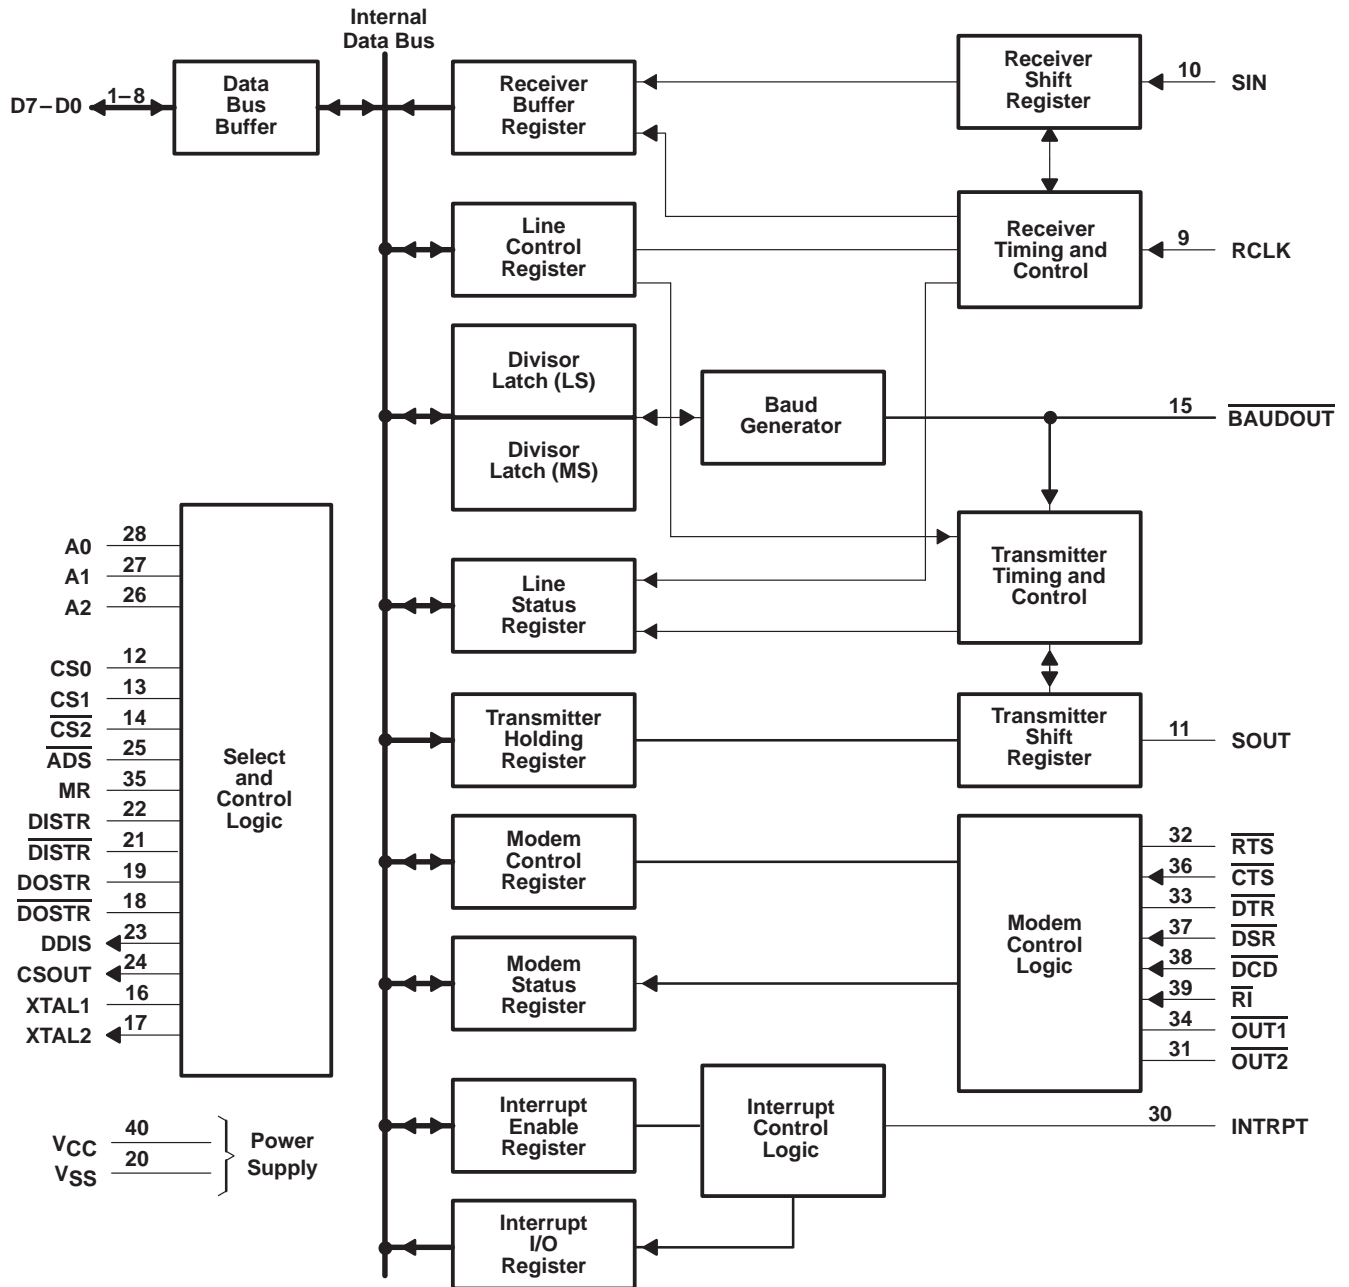 Internal
Data Bus
D7–D0
1–8
Data
Bus
Buffer
Receiver
Buffer
Register
Receiver
Shift
Register
10
SIN
Line
Control
Register
Receiver
Timing and
Control
9
RCLK
Divisor
Latch (LS)
Divisor
Latch (MS)
Baud
Generator
15
BAUDOUT
Line
Status
Register
Transmitter
Timing and
Control
Transmitter
Holding
Register
Transmitter
Shift
Register
11
SOUT
A0
28
A1
27
A2
26
CS0
12
CS1
13
CS2
14
ADS
25
MR
35
DISTR
22
DISTR
21
DOSTR
19
DOSTR
18
DDIS
23
CSOUT
24
XTAL1
16
XTAL2
17
Select
and
Control
Logic
Modem
Control
Register
Modem
Status
Register
Modem
Control
Logic
32
RTS
36
CTS
33
DTR
37
DSR
38
DCD
39
RI
34
OUT1
31
OUT2
Interrupt
Enable
Register
Interrupt
Control
Logic
30
INTRPT
VCC
40
VSS
20
Power
Supply
Interrupt
I/O
Register